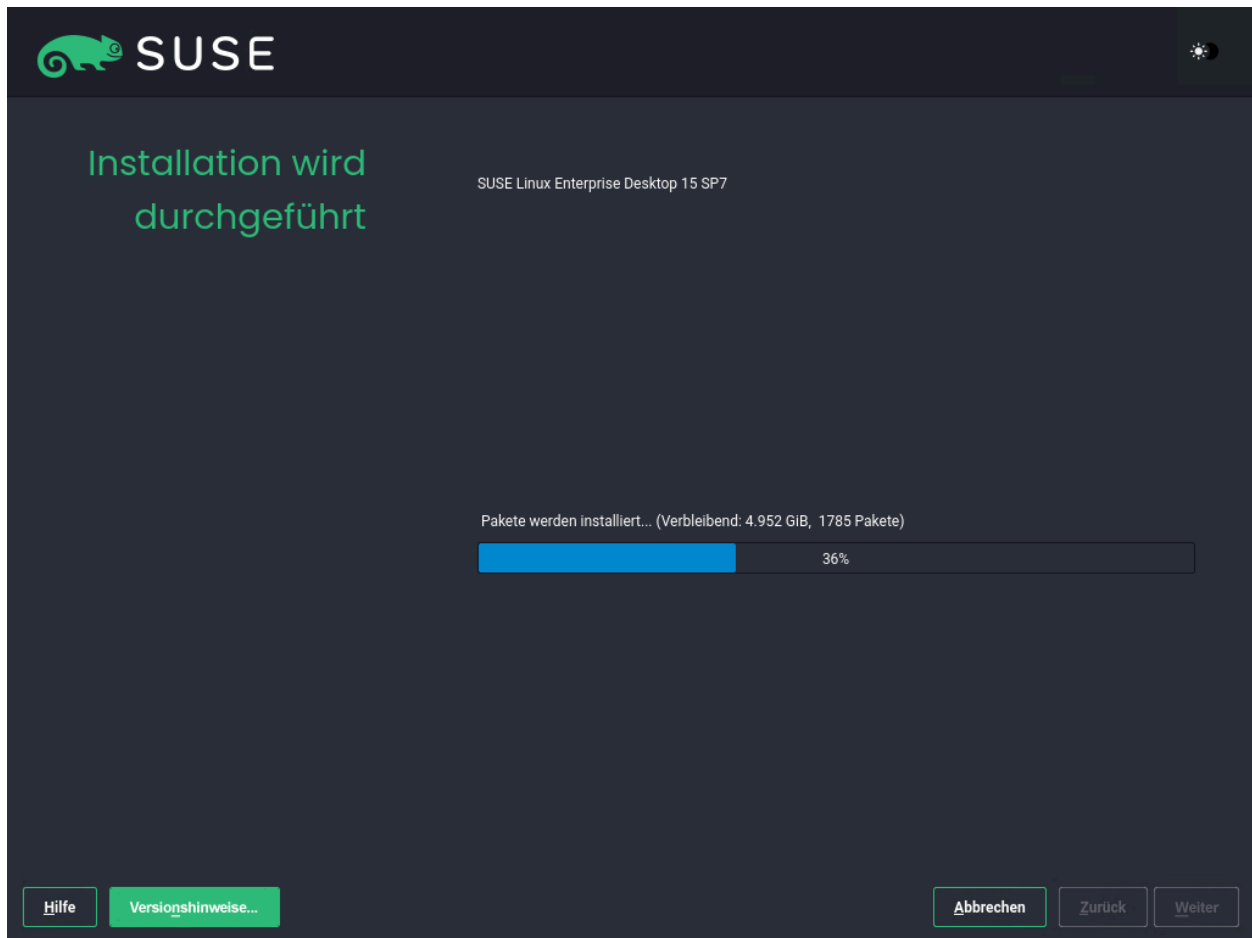 SUSE
Installation wird
durchgeführt
SUSE Linux Enterprise Desktop 15 SP7
Pakete werden installiert... (Verbleibend: 4.952 GiB, 1785 Pakete)
36%
Hilfe
Versionshinweise...
Abbrechen
Zurück
Weiter